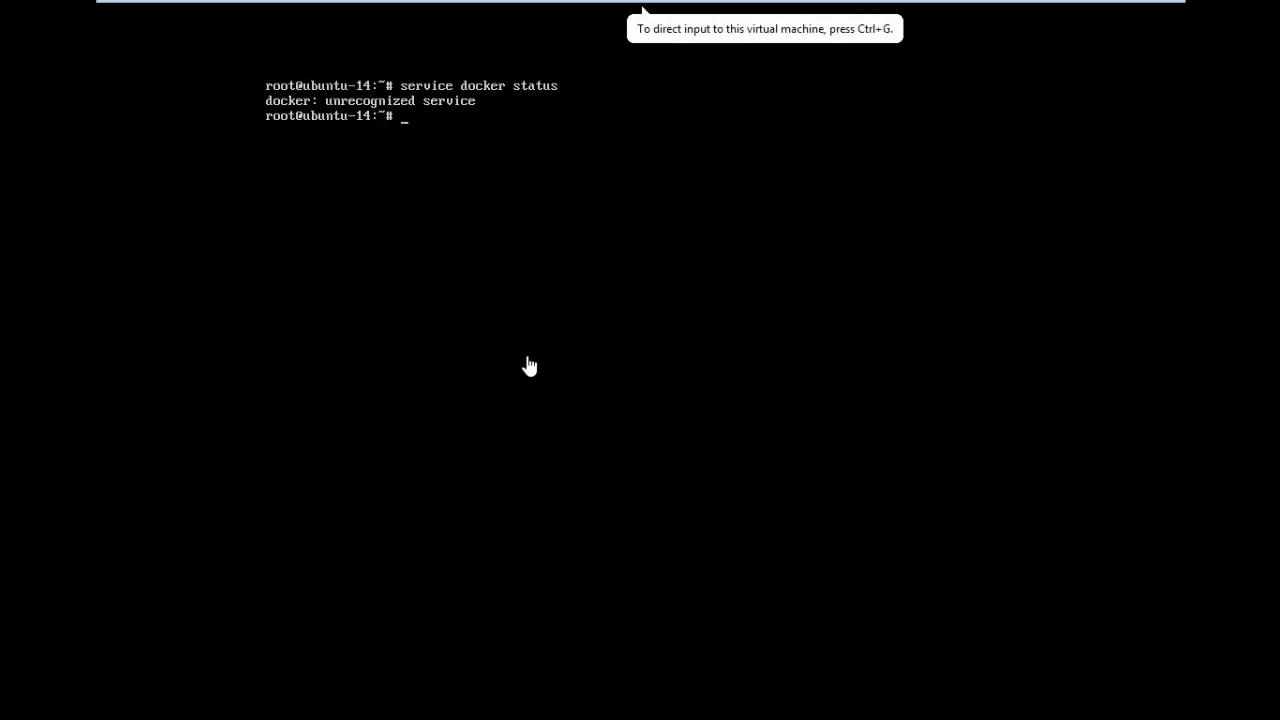 To direct input to this virtual machine, press Ctrl+G.
root@ubuntu-14:~# service docker status
docker: unrecognized service
root@ubuntu-14:~# _